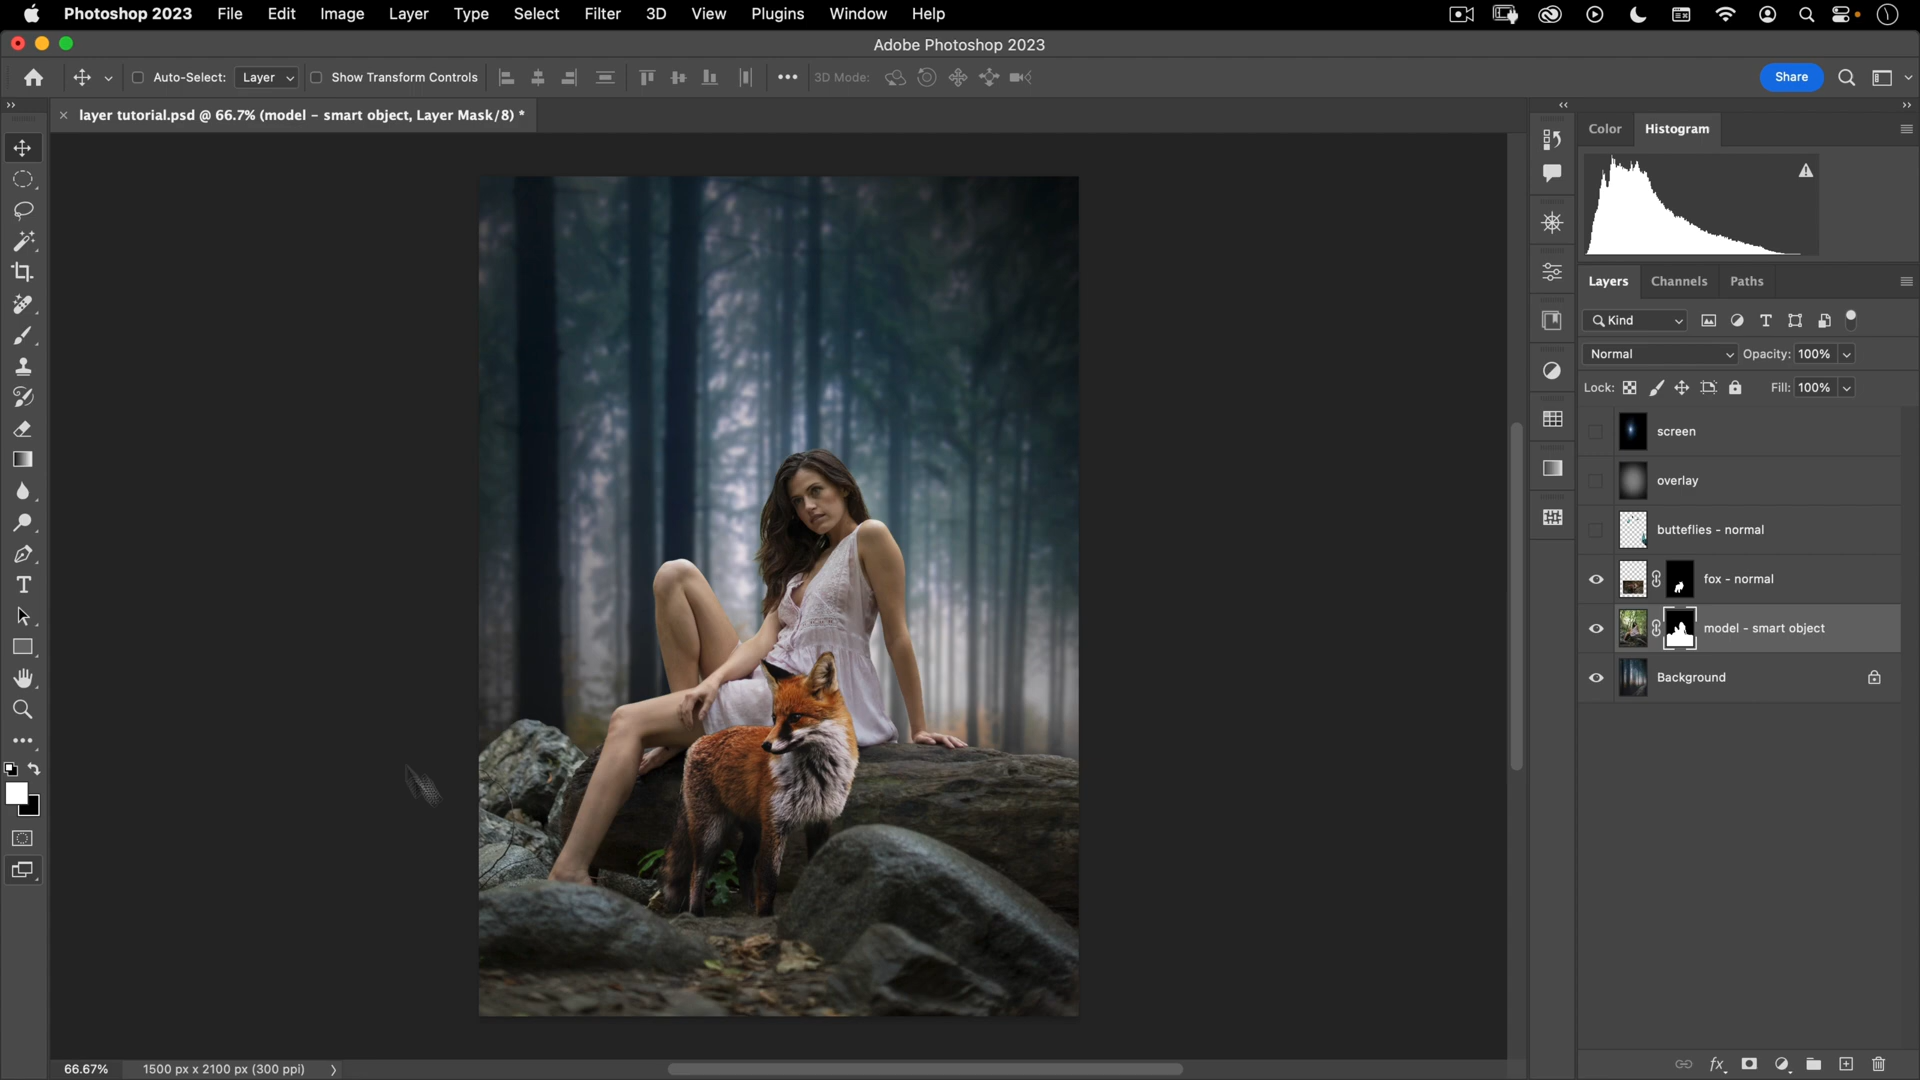 Photoshop 2023 File Edit Image Layer Type Select Filter 3D View Plugins Window Help
Adobe Photoshop 2023
Auto-Select: Layer Show Transform Controls 3D Mode: Share
layer tutorial.psd @ 66.7% (model – smart object, Layer Mask/8) *
Color Histogram
Layers Channels Paths
Kind
Normal Opacity: 100%
Lock: Fill: 100%
screen
overlay
butteflies - normal
fox - normal
model - smart object
Background
66.67% 1500 px x 2100 px (300 ppi)